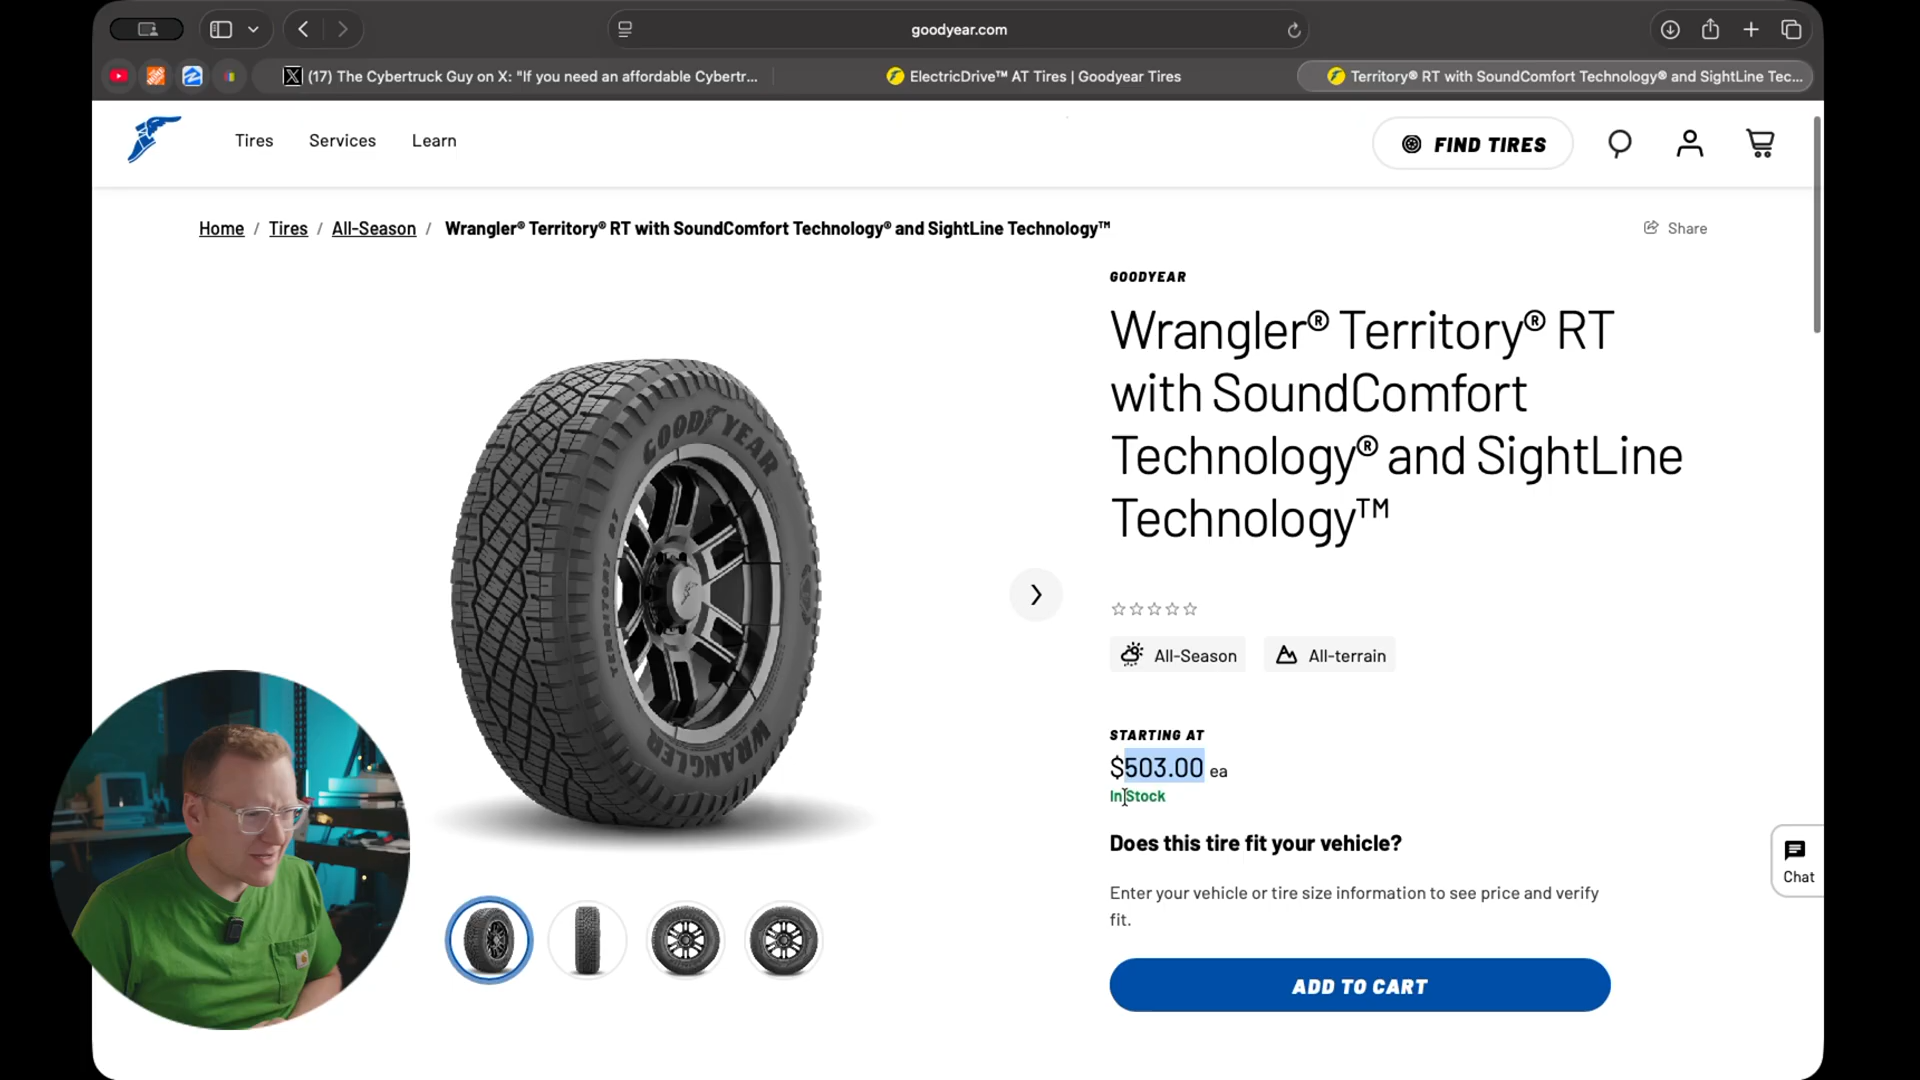 goodyear.com
(17) The Cybertruck Guy on X: "If you need an affordable Cybertr...
ElectricDrive™ AT Tires | Goodyear Tires
Territory® RT with SoundComfort Technology® and SightLine Tec...
Tires
Services
Learn
FIND TIRES
Home / Tires / All-Season / Wrangler® Territory® RT with SoundComfort Technology® and SightLine Technology™
Share
GOODYEAR
Wrangler® Territory® RT
with SoundComfort
Technology® and SightLine
Technology™
GOODYEAR
TERRITORY RT
WRANGLER
All-Season
All-terrain
STARTING AT
$503.00 ea
In Stock
Does this tire fit your vehicle?
Enter your vehicle or tire size information to see price and verify
fit.
Chat
ADD TO CART